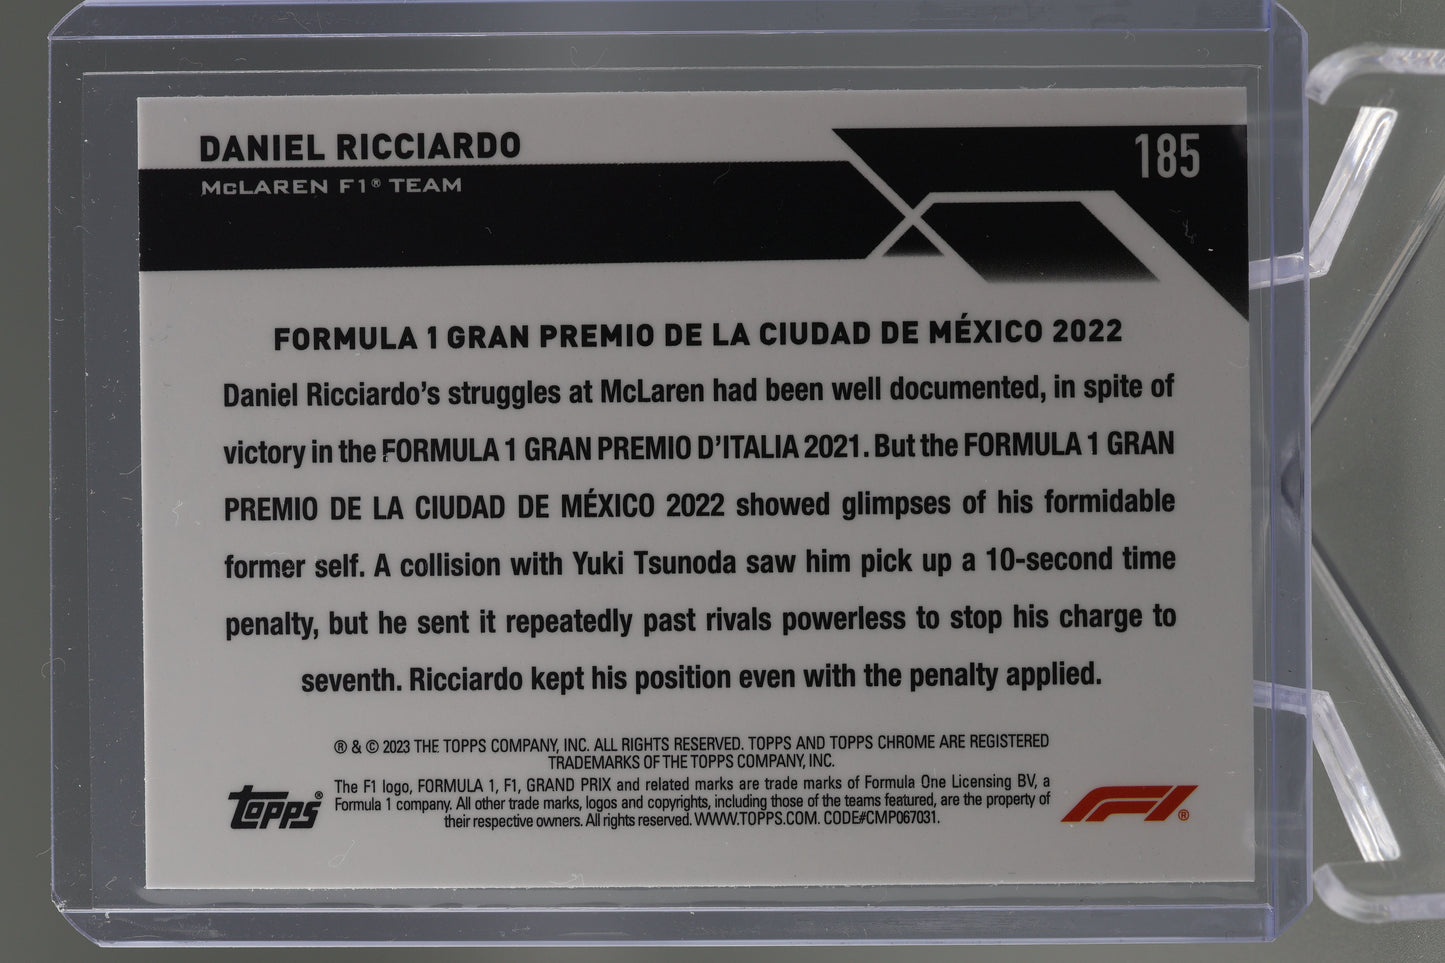 DANIEL RICCIARDO
McLAREN F1® TEAM
185
FORMULA 1 GRAN PREMIO DE LA CIUDAD DE MÉXICO 2022
Daniel Ricciardo's struggles at McLaren had been well documented, in spite of
victory in the FORMULA 1 GRAN PREMIO D'ITALIA 2021. But the FORMULA 1 GRAN
PREMIO DE LA CIUDAD DE MÉXICO 2022 showed glimpses of his formidable
former self. A collision with Yuki Tsunoda saw him pick up a 10-second time
penalty, but he sent it repeatedly past rivals powerless to stop his charge to
seventh. Ricciardo kept his position even with the penalty applied.
® & © 2023 THE TOPPS COMPANY, INC. ALL RIGHTS RESERVED. TOPPS AND TOPPS CHROME ARE REGISTERED
TRADEMARKS OF THE TOPPS COMPANY, INC.
The F1 logo, FORMULA 1, F1, GRAND PRIX and related marks are trade marks of Formula One Licensing BV, a
Formula 1 company. All other trade marks, logos and copyrights, including those of the teams featured, are the property of
their respective owners. All rights reserved. WWW.TOPPS.COM. CODE#CMP067031.
topps®
F1®